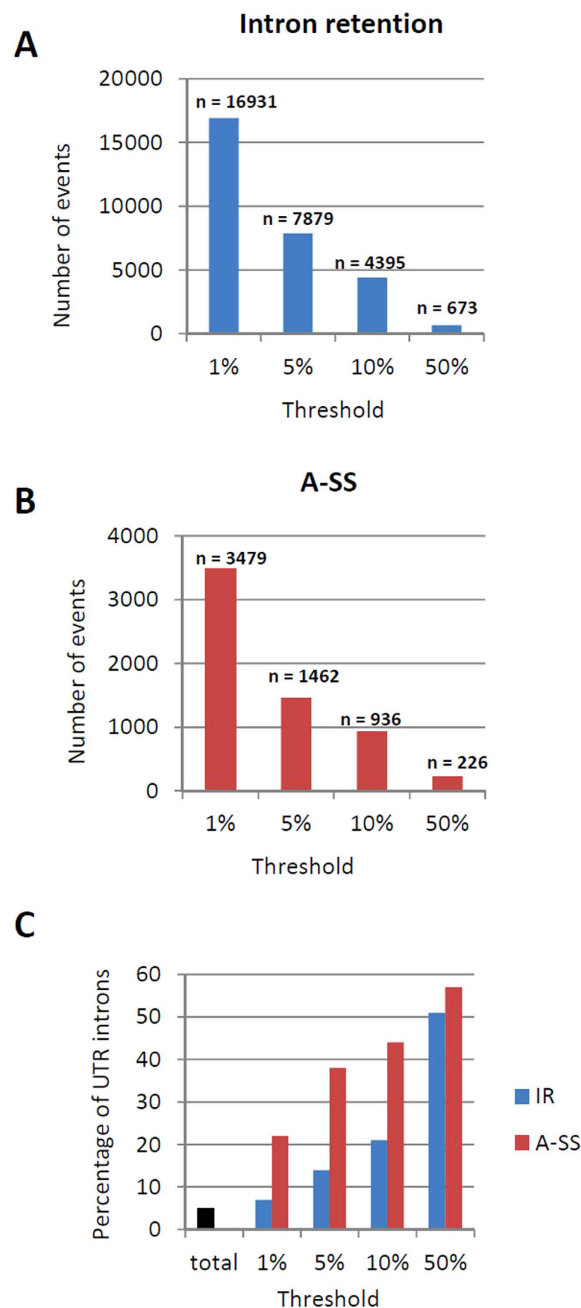 A
Intron retention
Number of events
20000
15000
10000
5000
0
n = 16931
n = 7879
n = 4395
n = 673
1% 5% 10% 50%
Threshold
B
A-SS
Number of events
4000
3000
2000
1000
0
n = 3479
n = 1462
n = 936
n = 226
1% 5% 10% 50%
Threshold
C
Percentage of UTR introns
60
50
40
30
20
10
0
IR
A-SS
total 1% 5% 10% 50%
Threshold